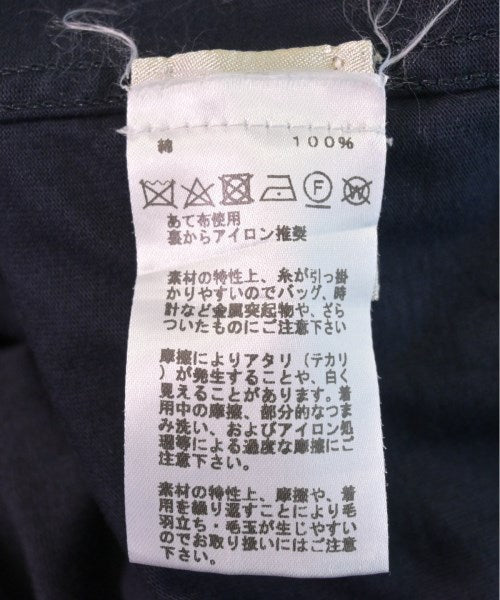 綿 100%
F W
あて布使用
裏からアイロン推奨
素材の特性上、糸が引っ掛
かりやすいのでバッグ、時
計など金属突起物や、ざら
ついたものにご注意下さい
摩擦によりアタリ(テカリ
)が発生することや、白く
見えることがあります。着
用中の摩擦、部分的なつま
み洗い、およびアイロン処
理等による過度な摩擦にご
注意下さい。
素材の特性上、摩擦や、着
用を繰り返すことにより毛
羽立ち・毛玉が生じやすい
のでお取り扱いにはご注意
下さい。